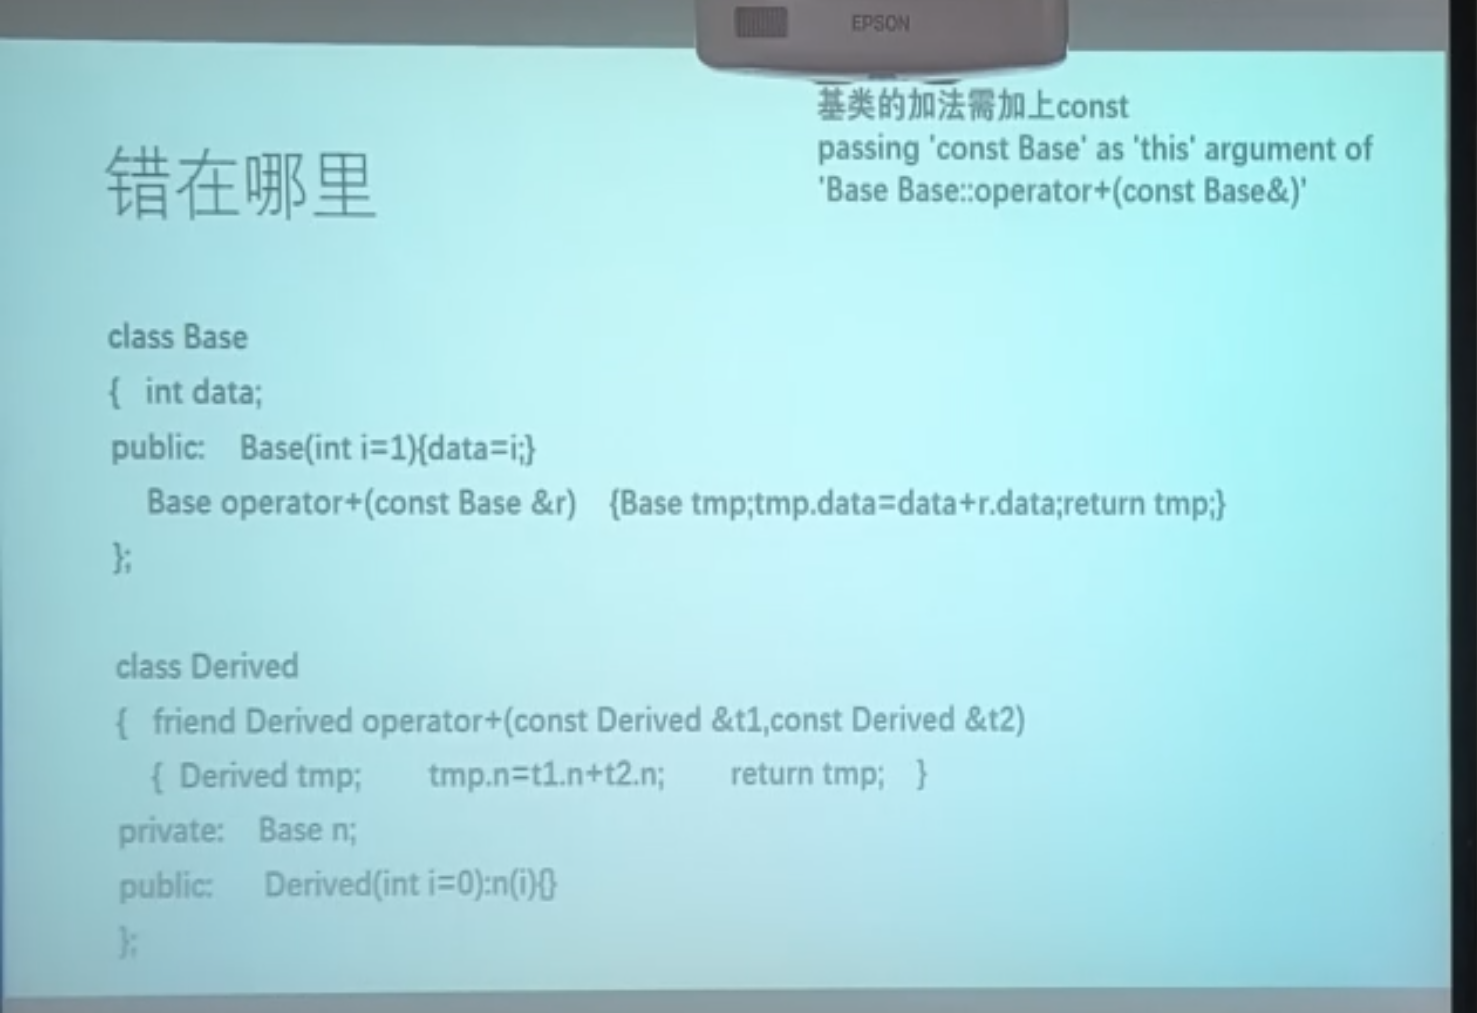 EPSON
基类的加法需加上const
passing 'const Base' as 'this' argument of
'Base Base::operator+(const Base&)'
错在哪里
class Base
{ int data;
public: Base(int i=1){data=i;}
Base operator+(const Base &r) {Base tmp;tmp.data=data+r.data;return tmp;}
};
class Derived
{ friend Derived operator+(const Derived &t1,const Derived &t2)
{ Derived tmp; tmp.n=t1.n+t2.n; return tmp; }
private: Base n;
public: Derived(int i=0):n(i){}
};